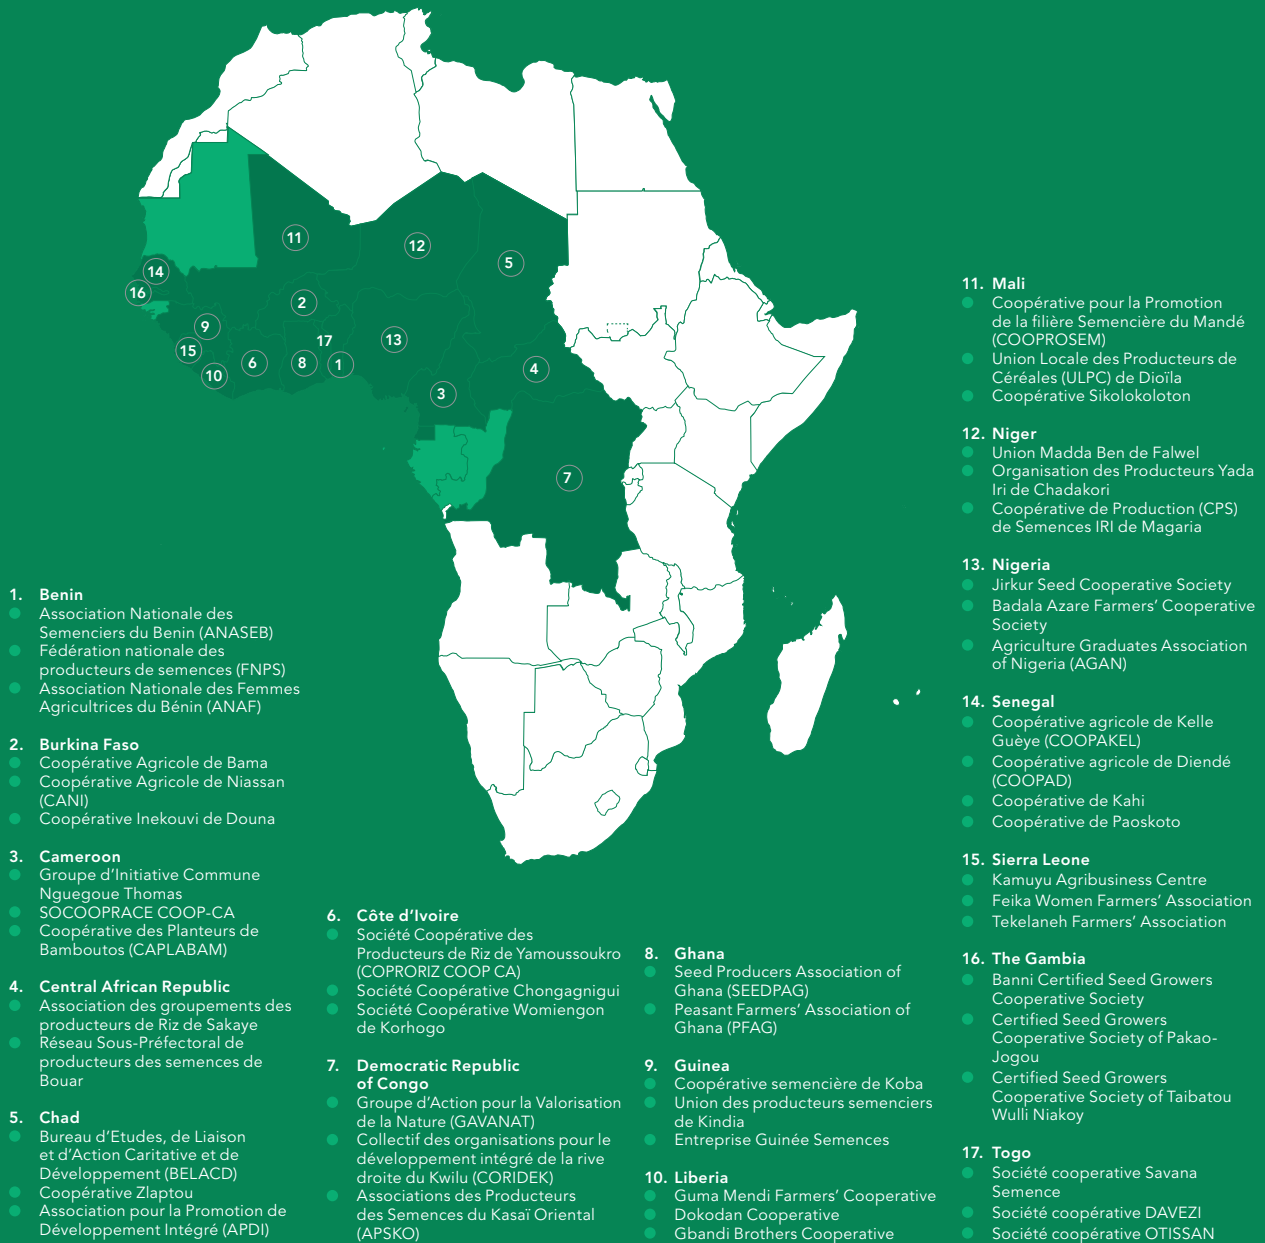 11
12
5
14
16
2
9
15
17
13
10
6
8
1
4
3
7
1. Benin
Association Nationale des
Semenciers du Benin (ANASEB)
Fédération nationale des
producteurs de semences (FNPS)
Association Nationale des Femmes
Agricultrices du Bénin (ANAF)
2. Burkina Faso
Coopérative Agricole de Bama
Coopérative Agricole de Niassan
(CANI)
Coopérative Inekouvi de Douna
3. Cameroon
Groupe d'Initiative Commune
Nguegoue Thomas
SOCOOPRACE COOP-CA
Coopérative des Planteurs de
Bamboutos (CAPLABAM)
4. Central African Republic
Association des groupements des
producteurs de Riz de Sakaye
Réseau Sous-Préfectoral de
producteurs des semences de
Bouar
5. Chad
Bureau d'Etudes, de Liaison
et d'Action Caritative et de
Développement (BELACD)
Coopérative Zlaptou
Association pour la Promotion de
Développement Intégré (APDI)
6. Côte d'Ivoire
Société Coopérative des
Producteurs de Riz de Yamoussoukro
(COPRORIZ COOP CA)
Société Coopérative Chongagnigui
Société Coopérative Womiengon
de Korhogo
7. Democratic Republic
of Congo
Groupe d'Action pour la Valorisation
de la Nature (GAVANAT)
Collectif des organisations pour le
développement intégré de la rive
droite du Kwilu (CORIDEK)
Associations des Producteurs
des Semences du Kasaï Oriental
(APSKO)
8. Ghana
Seed Producers Association of
Ghana (SEEDPAG)
Peasant Farmers' Association of
Ghana (PFAG)
9. Guinea
Coopérative semencière de Koba
Union des producteurs semenciers
de Kindia
Entreprise Guinée Semences
10. Liberia
Guma Mendi Farmers' Cooperative
Dokodan Cooperative
Gbandi Brothers Cooperative
11. Mali
Coopérative pour la Promotion
de la filière Semencière du Mandé
(COOPROSEM)
Union Locale des Producteurs de
Céréales (ULPC) de Dioïla
Coopérative Sikolokoloton
12. Niger
Union Madda Ben de Falwel
Organisation des Producteurs Yada
Iri de Chadakori
Coopérative de Production (CPS)
de Semences IRI de Magaria
13. Nigeria
Jirkur Seed Cooperative Society
Badala Azare Farmers' Cooperative
Society
Agriculture Graduates Association
of Nigeria (AGAN)
14. Senegal
Coopérative agricole de Kelle
Guèye (COOPAKEL)
Coopérative agricole de Diendé
(COOPAD)
Coopérative de Kahi
Coopérative de Paoskoto
15. Sierra Leone
Kamuyu Agribusiness Centre
Feika Women Farmers' Association
Tekelaneh Farmers' Association
16. The Gambia
Banni Certified Seed Growers
Cooperative Society
Certified Seed Growers
Cooperative Society of Pakao-
Jogou
Certified Seed Growers
Cooperative Society of Taibatou
Wulli Niakoy
17. Togo
Société cooperative Savana
Semence
Société coopérative DAVEZI
Société coopérative OTISSAN